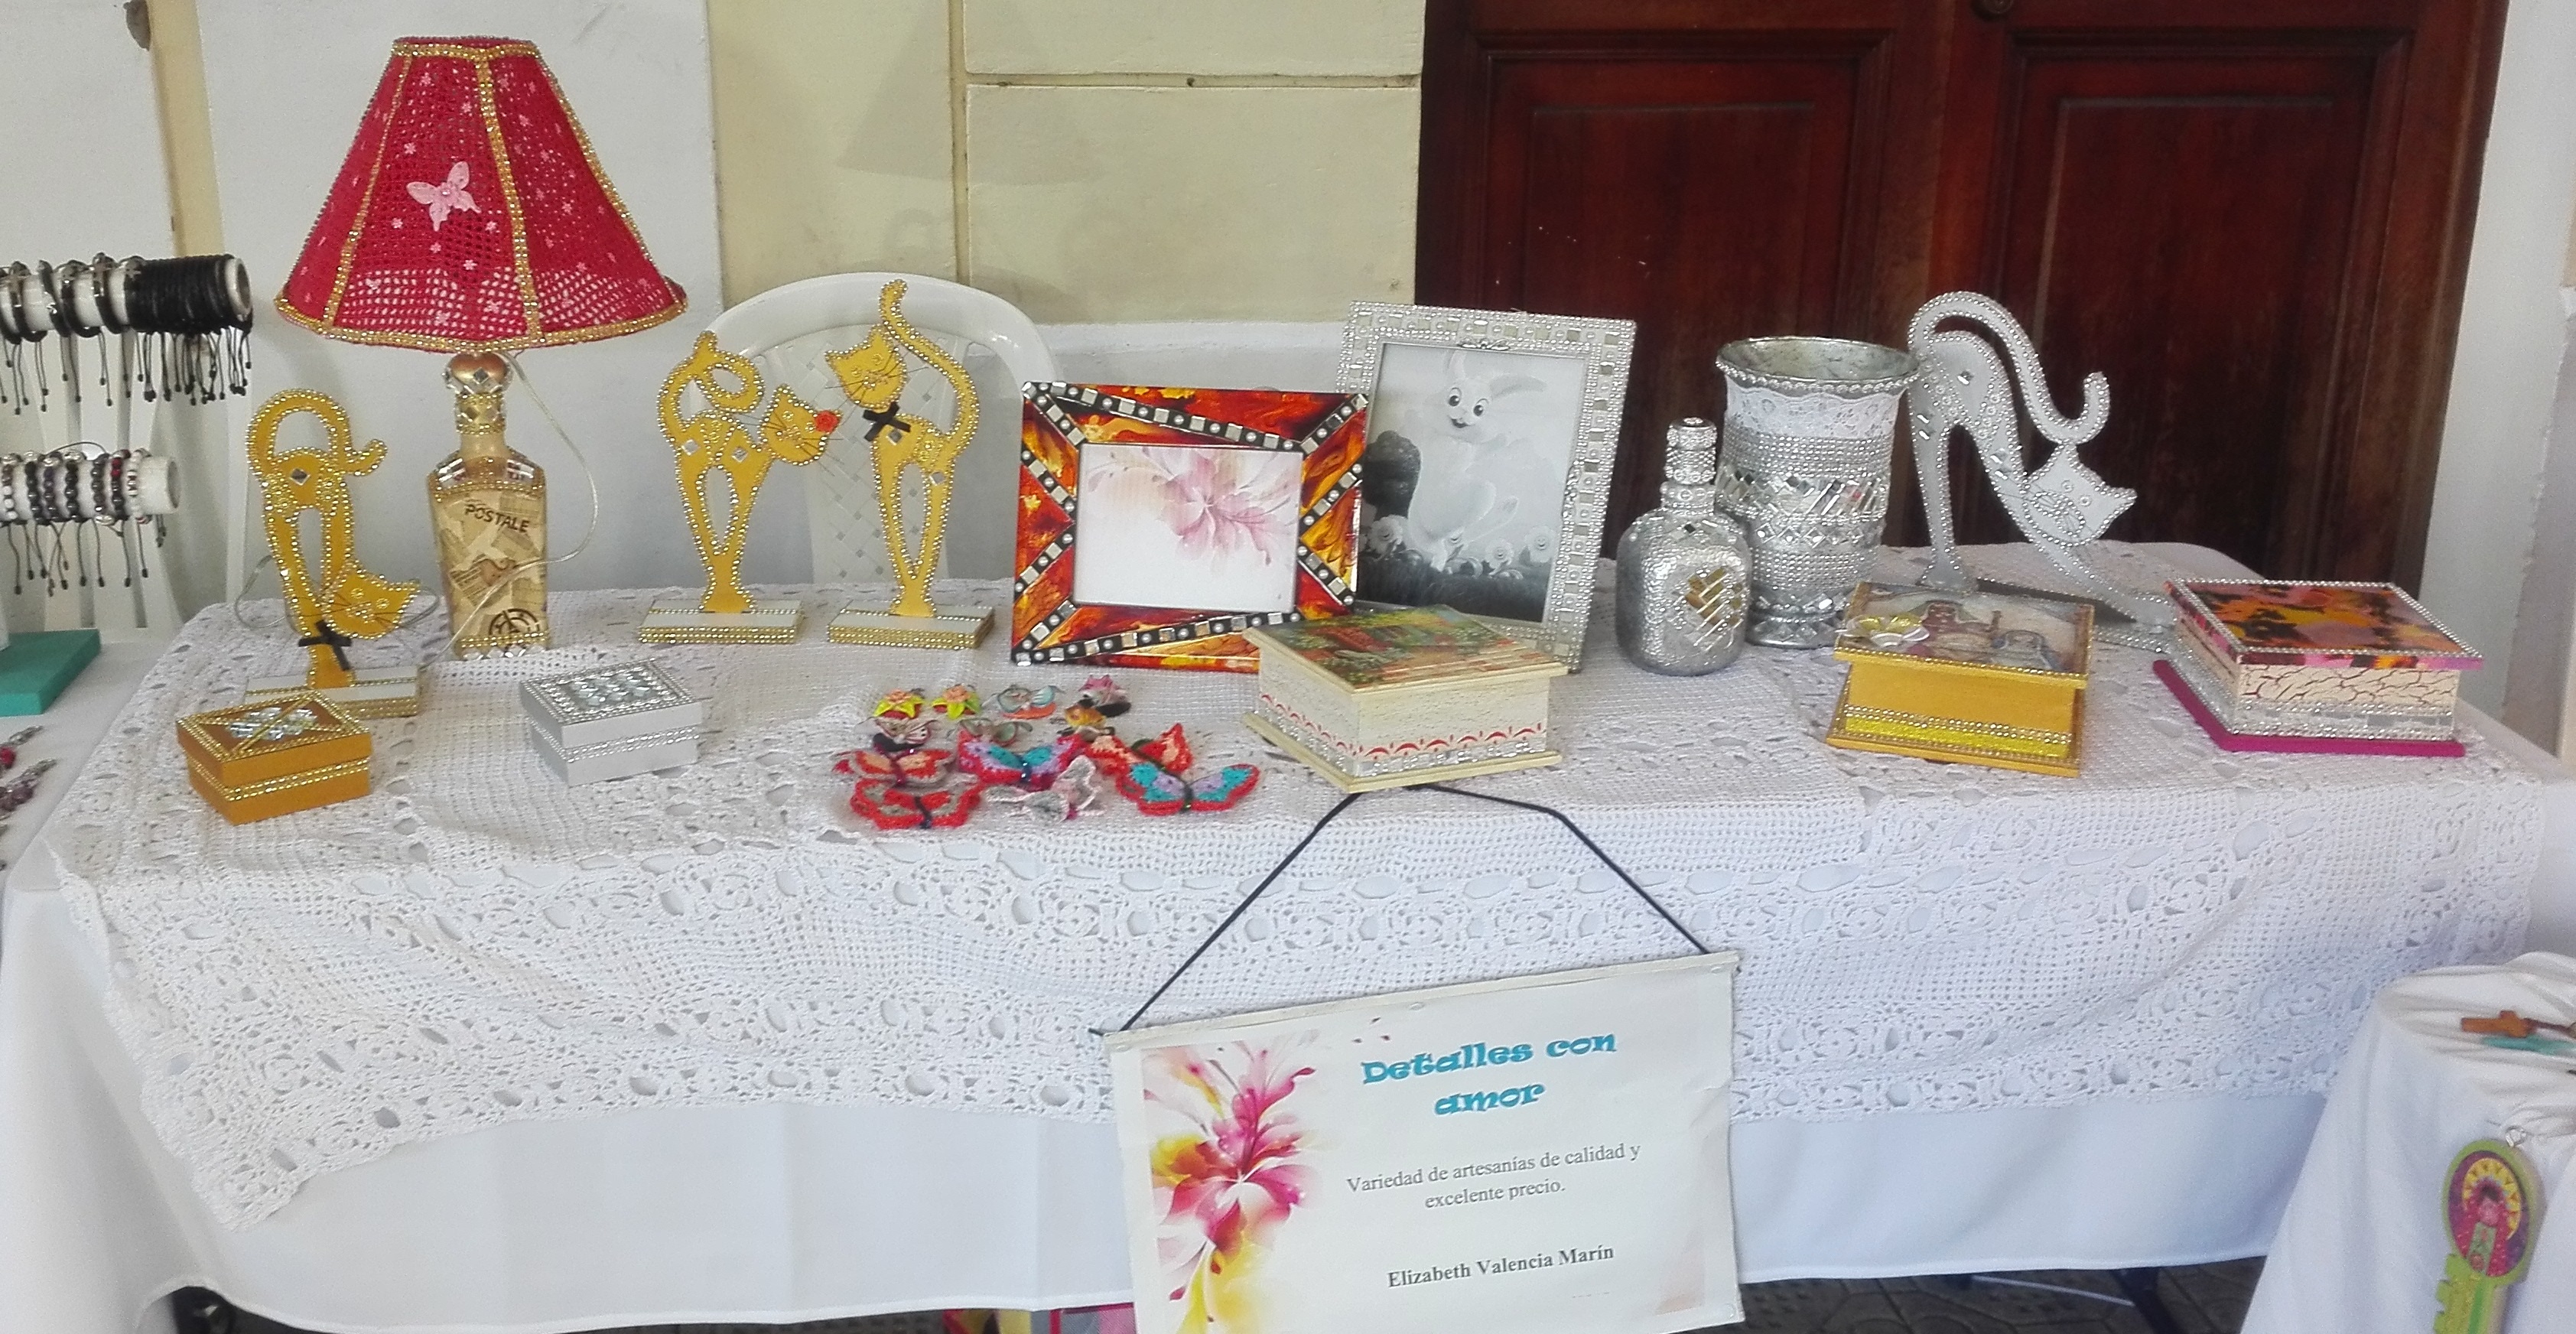 POSTALE
Detalles con
amor
Variedad de artesanías de calidad y
excelente precio.
Elizabeth Valencia Marín